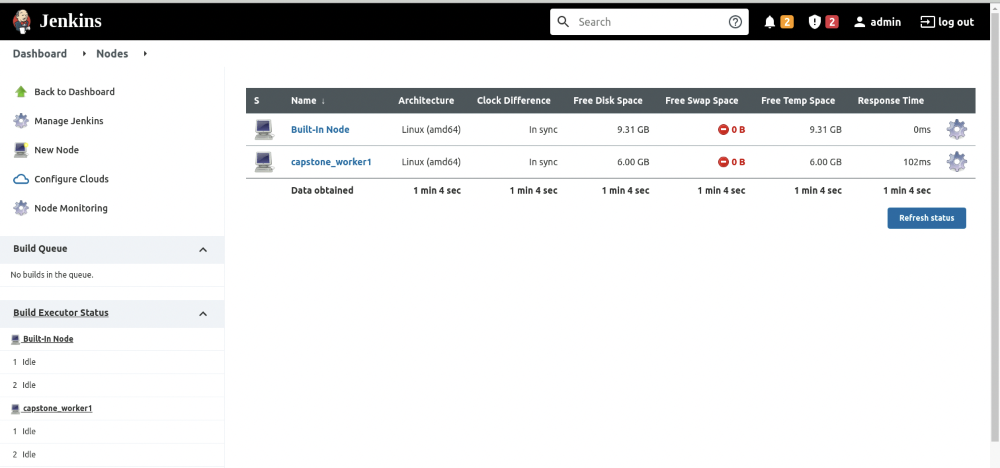 Jenkins
Search
2
2
admin
log out
Dashboard
Nodes
Back to Dashboard
Manage Jenkins
New Node
Configure Clouds
Node Monitoring
Build Queue
No builds in the queue.
Build Executor Status
Built-In Node
1 Idle
2 Idle
capstone_worker1
1 Idle
2 Idle
S Name ↓ Architecture Clock Difference Free Disk Space Free Swap Space Free Temp Space Response Time
Built-In Node Linux (amd64) In sync 9.31 GB 0 B 9.31 GB 0ms
capstone_worker1 Linux (amd64) In sync 6.00 GB 0 B 6.00 GB 102ms
Data obtained 1 min 4 sec 1 min 4 sec 1 min 4 sec 1 min 4 sec 1 min 4 sec 1 min 4 sec
Refresh status